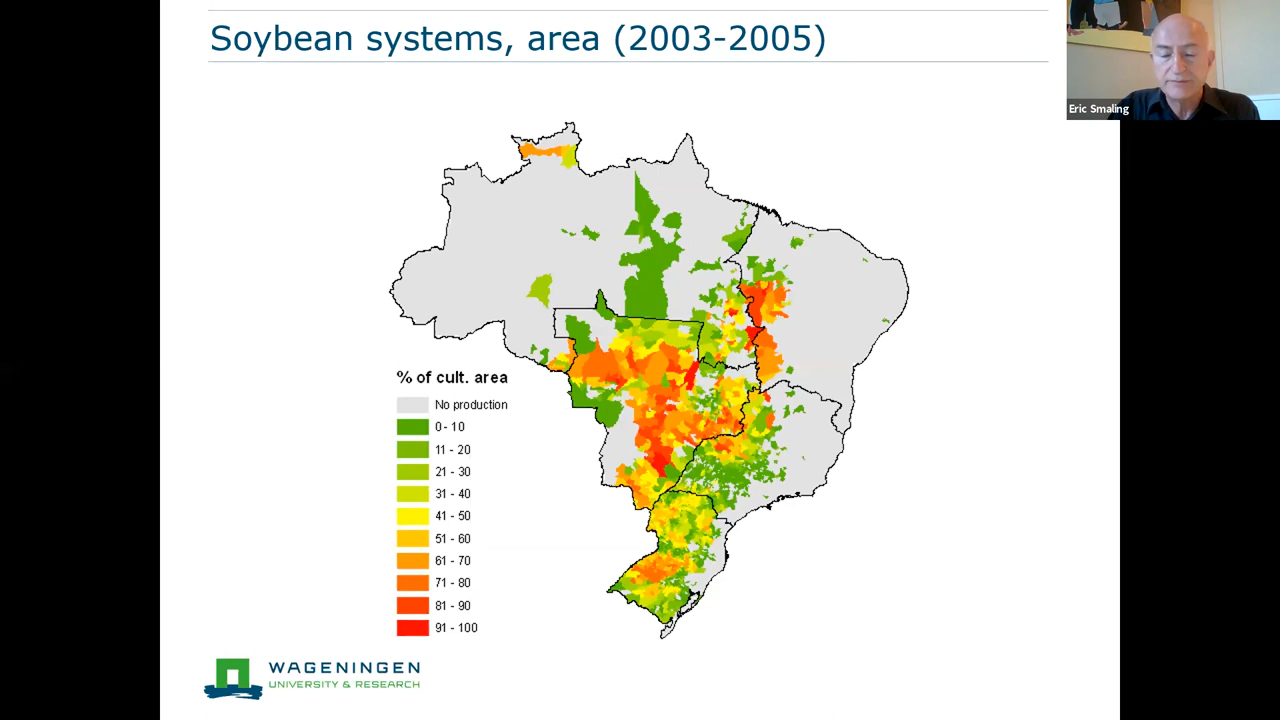 Soybean systems, area (2003-2005)
Eric Smaling
% of cult. area
No production
0 - 10
11 - 20
21 - 30
31 - 40
41 - 50
51 - 60
61 - 70
71 - 80
81 - 90
91 - 100
WAGENINGEN
UNIVERSITY & RESEARCH